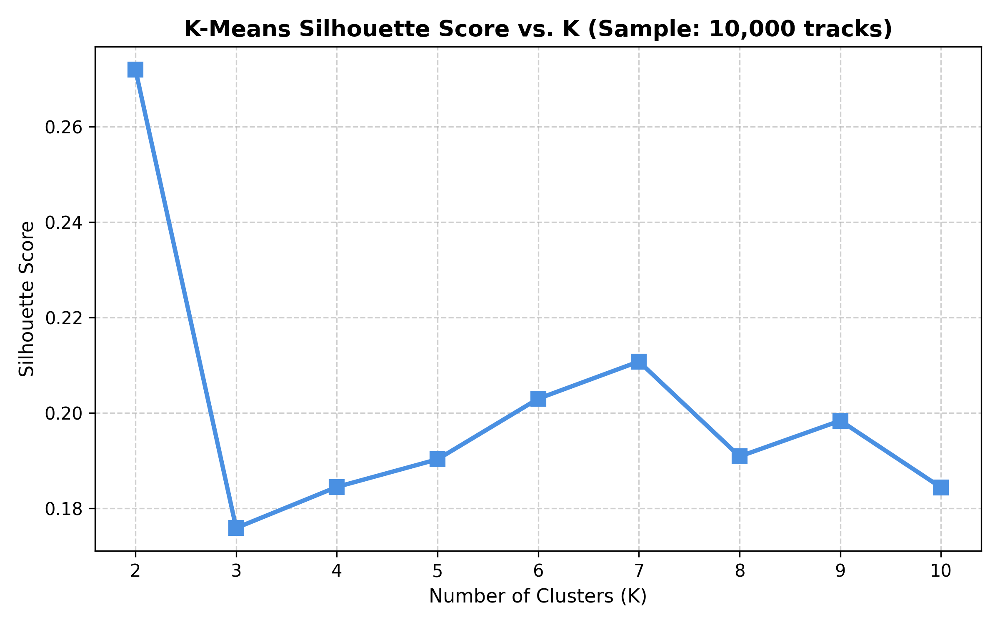 K-Means Silhouette Score vs. K (Sample: 10,000 tracks)
Silhouette Score
0.26
0.24
0.22
0.20
0.18
2 3 4 5 6 7 8 9 10
Number of Clusters (K)